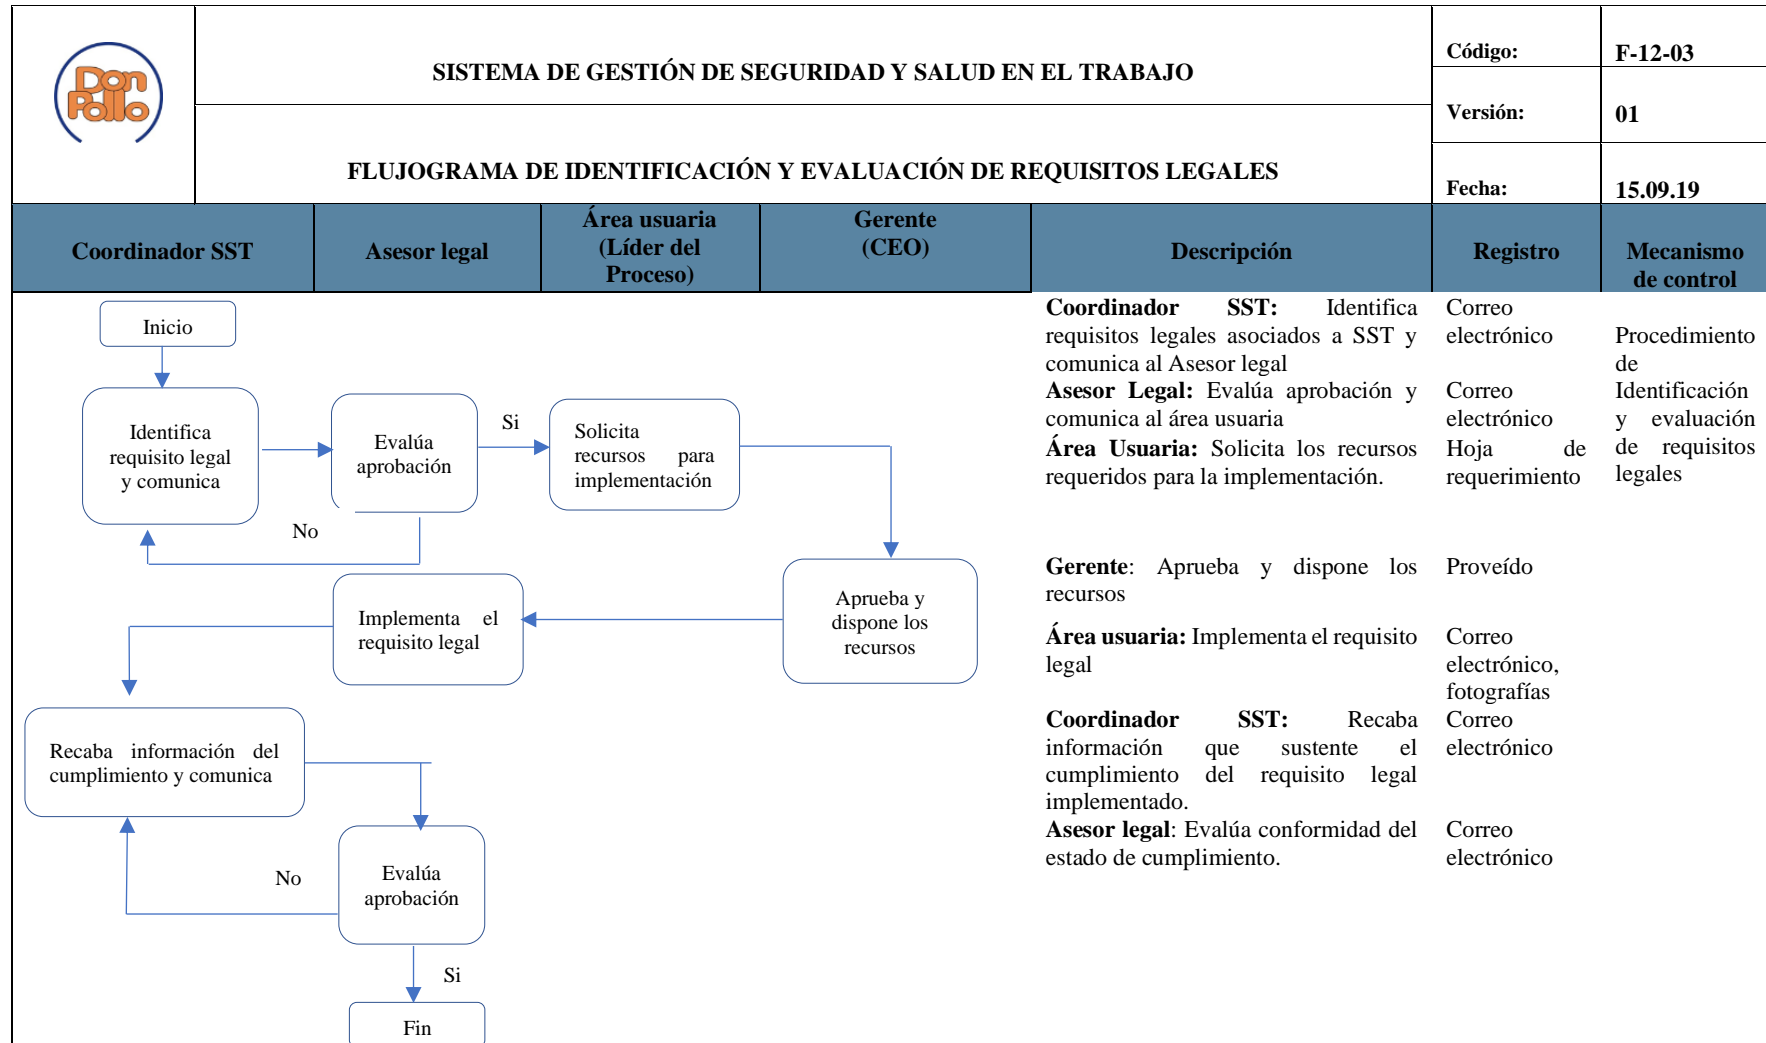 Don
Pollo
SISTEMA DE GESTIÓN DE SEGURIDAD Y SALUD EN EL TRABAJO
FLUJOGRAMA DE IDENTIFICACIÓN Y EVALUACIÓN DE REQUISITOS LEGALES
Código: F-12-03
Versión: 01
Fecha: 15.09.19
Coordinador SST
Asesor legal
Área usuaria
(Líder del
Proceso)
Gerente
(CEO)
Descripción
Registro
Mecanismo
de control
Inicio
Identifica
requisito legal
y comunica
Evalúa
aprobación
Si
No
Solicita
recursos para
implementación
Aprueba y
dispone los
recursos
Implementa el
requisito legal
Recaba información del
cumplimiento y comunica
Evalúa
aprobación
No
Si
Fin
Coordinador SST: Identifica
requisitos legales asociados a SST y
comunica al Asesor legal
Asesor Legal: Evalúa aprobación y
comunica al área usuaria
Área Usuaria: Solicita los recursos
requeridos para la implementación.
Gerente: Aprueba y dispone los
recursos
Área usuaria: Implementa el requisito
legal
Coordinador SST: Recaba
información que sustente el
cumplimiento del requisito legal
implementado.
Asesor legal: Evalúa conformidad del
estado de cumplimiento.
Correo
electrónico
Correo
electrónico
Hoja de
requerimiento
Proveído
Correo
electrónico,
fotografías
Correo
electrónico
Correo
electrónico
Procedimiento
de
Identificación
y evaluación
de requisitos
legales